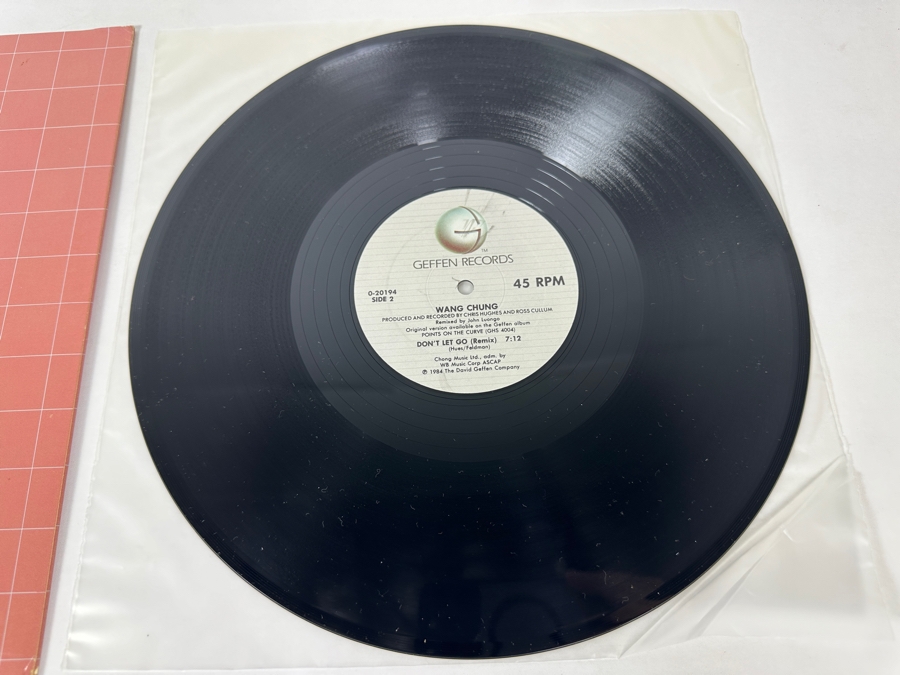 TM
GEFFEN RECORDS
0-20194
SIDE 2
45 RPM
WANG CHUNG
PRODUCED AND RECORDED BY CHRIS HUGHES AND ROSS CULLUM
Remixed by John Luongo
Original version available on the Geffen album
POINTS ON THE CURVE (GHS 4004)
DON'T LET GO (Remix) 7:12
(Hues/Feldman)
Chong Music Ltd., adm. by
WB Music Corp. ASCAP
℗ 1984 The David Geffen Company